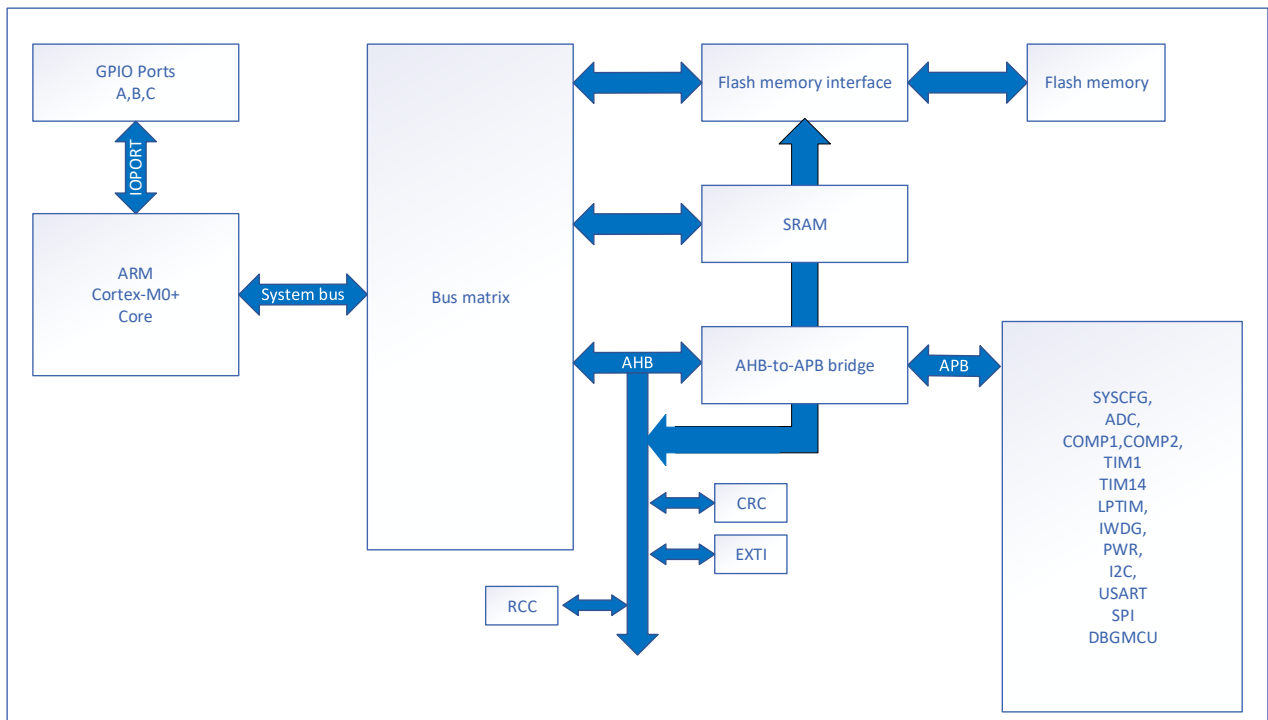 GPIO Ports
A,B,C
IOPORT
ARM
Cortex-M0+
Core
System bus
Bus matrix
Flash memory interface
Flash memory
SRAM
AHB
AHB-to-APB bridge
APB
CRC
EXTI
RCC
SYSCFG,
ADC,
COMP1,COMP2,
TIM1
TIM14
LPTIM,
IWDG,
PWR,
I2C,
USART
SPI
DBGMCU